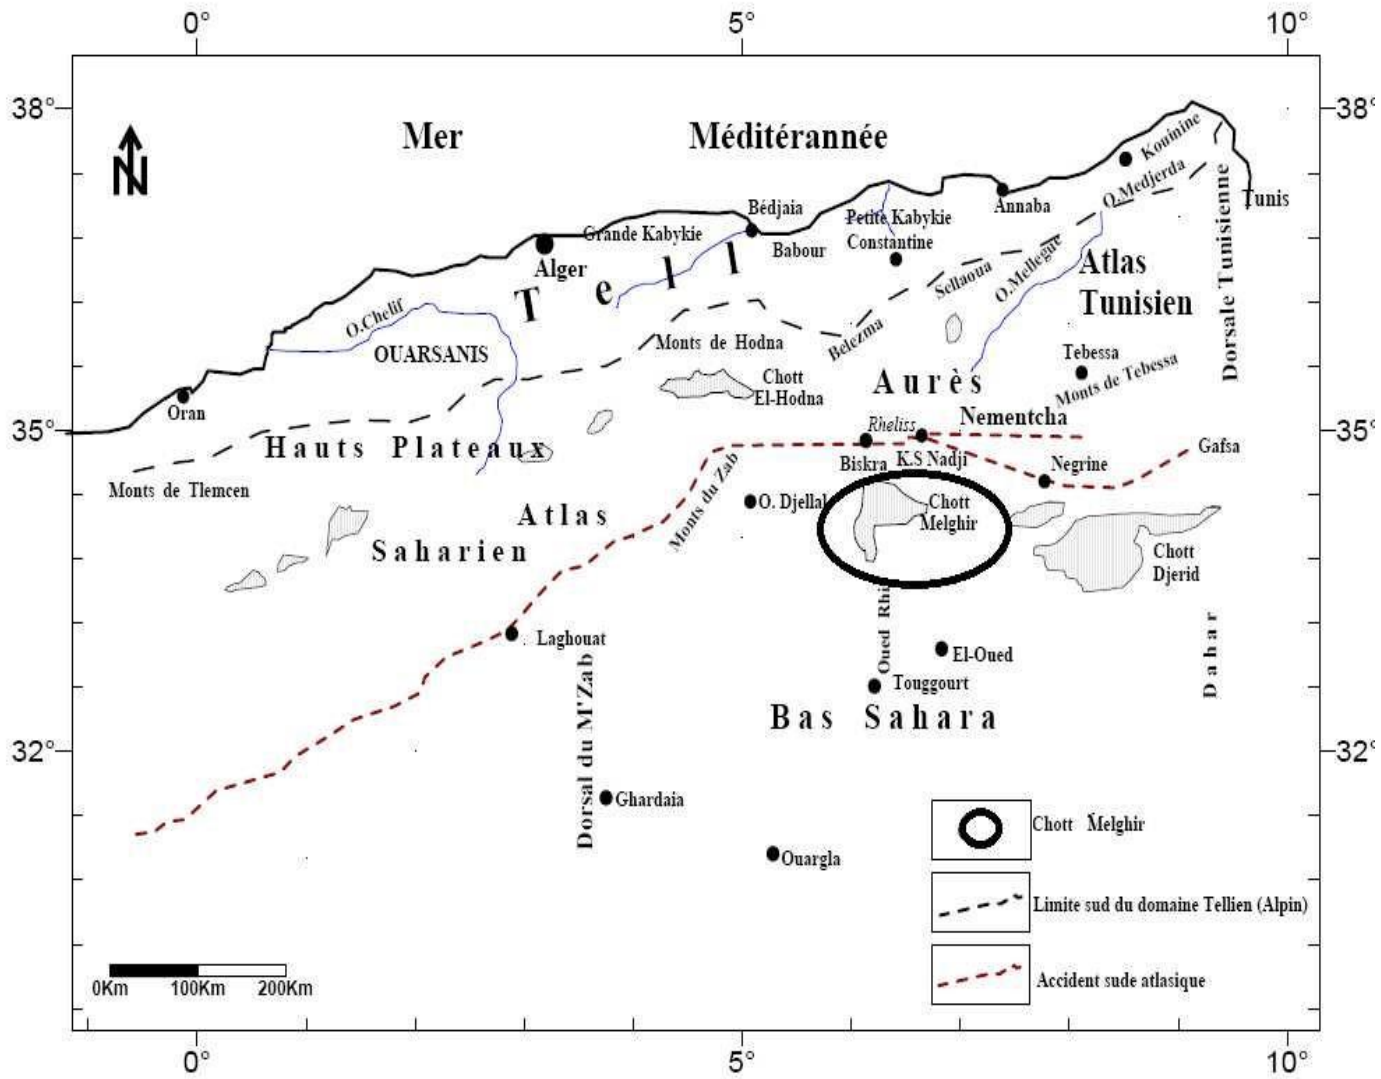 0° 5° 10°
38° 38°
Mer Méditérannée
N
Kouinine
O.Medjerda
Dorsale Tunisienne
Tunis
Annaba
Bédjaia
Petite Kabykie
Grande Kabykie
Babour
Constantine
Alger
Tell
Sellaoua
O.Mellegue
Atlas
Tunisien
O.Chelif
OUARSANIS
Monts de Hodna
Belezma
Tebessa
Monts de Tebessa
Chott
El-Hodna
Aurès
Oran
Rheliss
Nementcha
35° 35°
Hauts Plateaux
Gafsa
Biskra
K.S Nadji
Negrine
Monts de Tlemcen
Monts du Zab
O. Djellal
Chott
Melghir
Atlas
Saharien
Chott
Djerid
Oued Rhi
Laghouat
El-Oued
Dahar
Touggourt
Dorsal du M'Zab
Bas Sahara
32° 32°
Ghardaia
Ouargla
Chott Melghir
Limite sud du domaine Tellien (Alpin)
Accident sude atlasique
0Km 100Km 200Km
0° 5° 10°